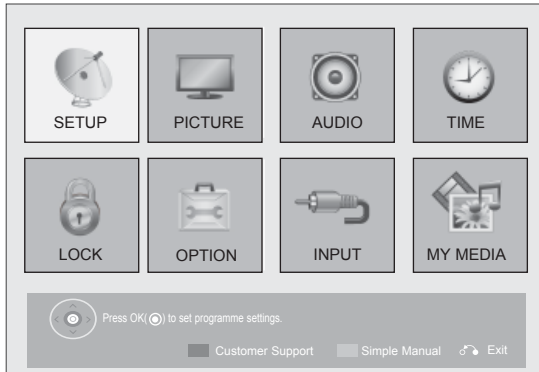 SETUP PICTURE AUDIO TIME
LOCK OPTION INPUT MY MEDIA
Press OK(◉) to set programme settings.
Customer Support Simple Manual Exit